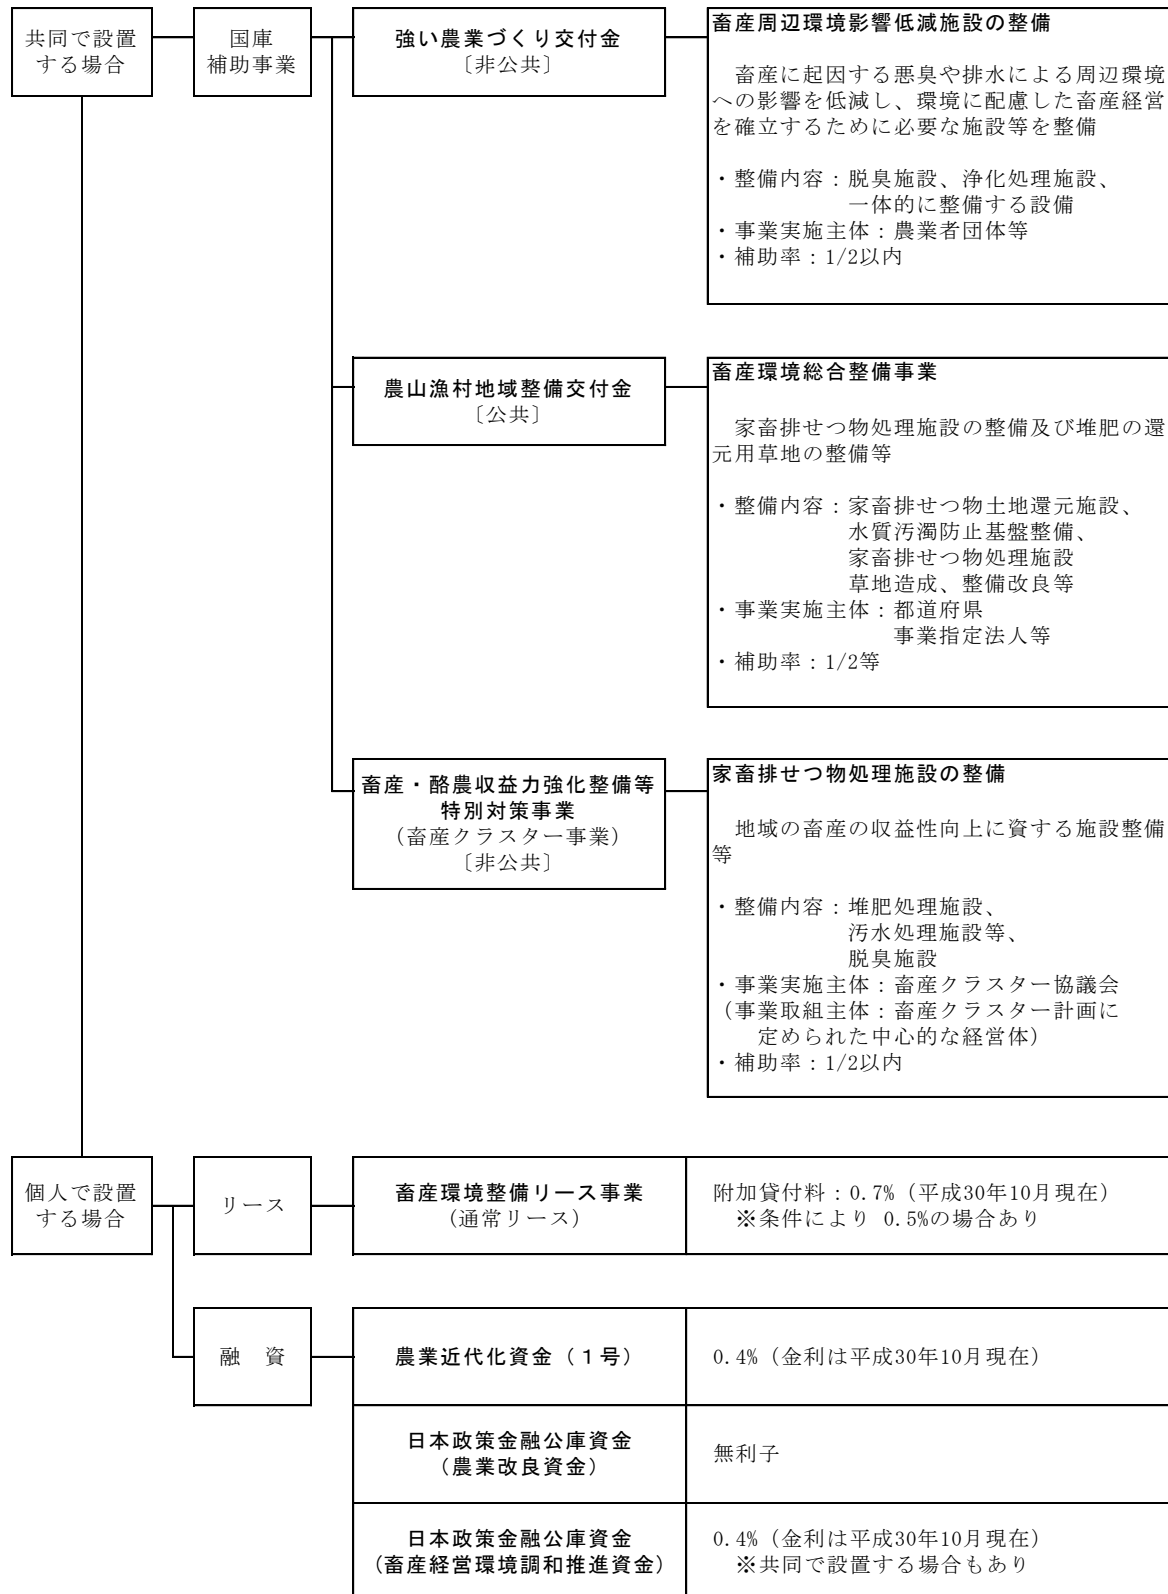 共同で設置
する場合
国庫
補助事業
強い農業づくり交付金
〔非公共〕
畜産周辺環境影響低減施設の整備
畜産に起因する悪臭や排水による周辺環境
への影響を低減し、環境に配慮した畜産経営
を確立するために必要な施設等を整備
・整備内容：脱臭施設、浄化処理施設、
一体的に整備する設備
・事業実施主体：農業者団体等
・補助率：1/2以内
農山漁村地域整備交付金
〔公共〕
畜産環境総合整備事業
家畜排せつ物処理施設の整備及び堆肥の還
元用草地の整備等
・整備内容：家畜排せつ物土地還元施設、
水質汚濁防止基盤整備、
家畜排せつ物処理施設
草地造成、整備改良等
・事業実施主体：都道府県
事業指定法人等
・補助率：1/2等
畜産・酪農収益力強化整備等
特別対策事業
（畜産クラスター事業）
〔非公共〕
家畜排せつ物処理施設の整備
地域の畜産の収益性向上に資する施設整備
等
・整備内容：堆肥処理施設、
汚水処理施設等、
脱臭施設
・事業実施主体：畜産クラスター協議会
（事業取組主体：畜産クラスター計画に
定められた中心的な経営体）
・補助率：1/2以内
個人で設置
する場合
リース
畜産環境整備リース事業
（通常リース）
附加貸付料：0.7%（平成30年10月現在）
※条件により 0.5%の場合あり
融　資
農業近代化資金（１号）
0.4%（金利は平成30年10月現在）
日本政策金融公庫資金
（農業改良資金）
無利子
日本政策金融公庫資金
（畜産経営環境調和推進資金）
0.4%（金利は平成30年10月現在）
※共同で設置する場合もあり